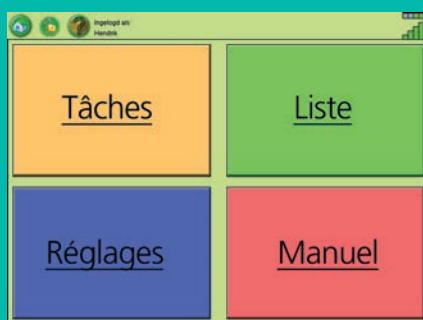 Ingelogd als:
Hendrik
Tâches
Liste
Réglages
Manuel